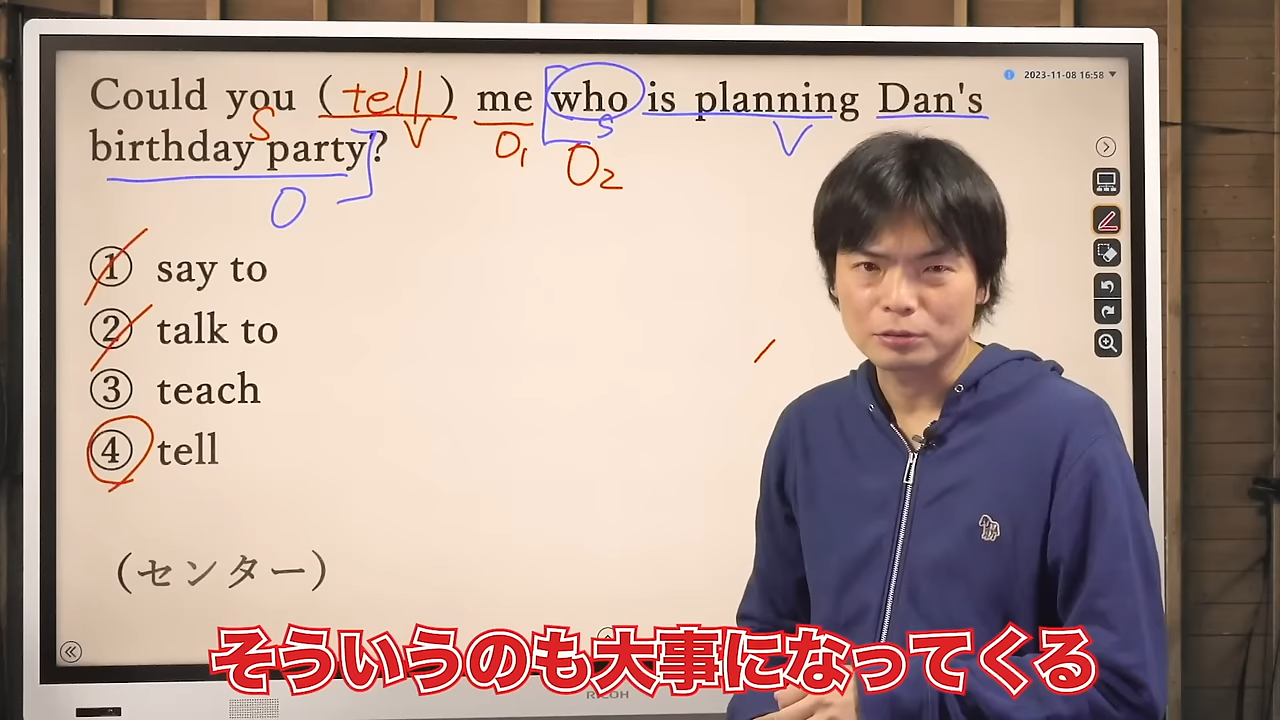 2023-11-08 16:58
Could you (tell) me who is planning Dan's
S V O1 S O2 V
birthday party?
O
① say to
② talk to
③ teach
④ tell
(センター)
そういうのも大事になってくる
RICOH